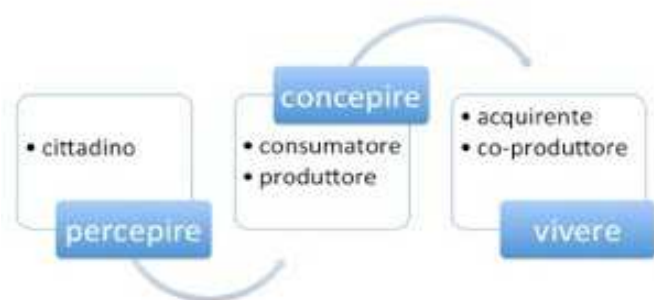 • cittadino
percepire
concepire
• consumatore
• produttore
• acquirente
• co-produttore
vivere